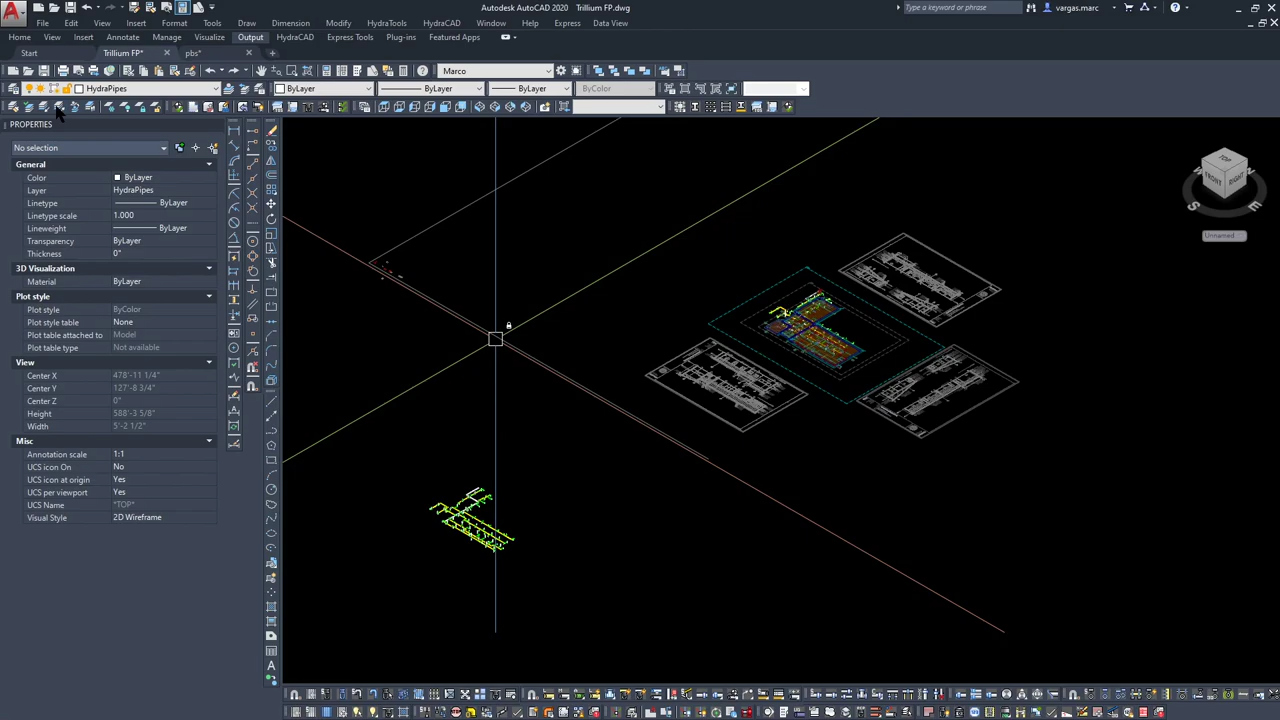 Autodesk AutoCAD 2020 Trillium FP.dwg
Type a keyword or phrase
vargas.marc
File Edit View Insert Format Tools Draw Dimension Modify HydraTools HydraCAD Window Help Express Data View
Home View Insert Annotate Manage Visualize Output HydraCAD Express Tools Plug-ins Featured Apps
Start Trillium FP* pbs*
Marco
HydraPipes ByLayer ByLayer ByLayer ByColor
PROPERTIES
No selection
General
Color ByLayer
Layer HydraPipes
Linetype ByLayer
Linetype scale 1.000
Lineweight ByLayer
Transparency ByLayer
Thickness 0"
3D Visualization
Material ByLayer
Plot style
Plot style ByColor
Plot style table None
Plot table attached to Model
Plot table type Not available
View
Center X 478'-11 1/4"
Center Y 127'-8 3/4"
Center Z 0"
Height 588'-3 5/8"
Width 5'-2 1/2"
Misc
Annotation scale 1:1
UCS icon On No
UCS icon at origin Yes
UCS per viewport Yes
UCS Name *TOP*
Visual Style 2D Wireframe
TOP
FRONT RIGHT
S E
Unnamed